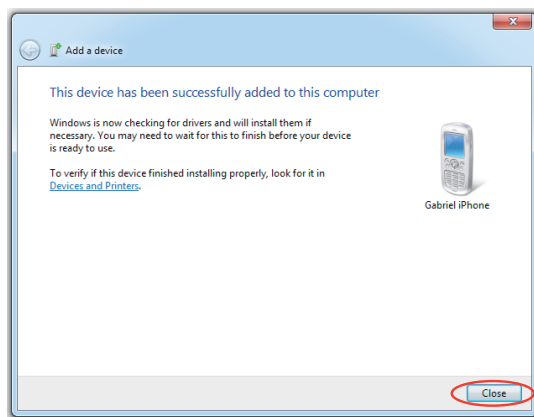 Add a device
This device has been successfully added to this computer
Windows is now checking for drivers and will install them if
necessary. You may need to wait for this to finish before your device
is ready to use.
To verify if this device finished installing properly, look for it in
Devices and Printers.
Gabriel iPhone
Close